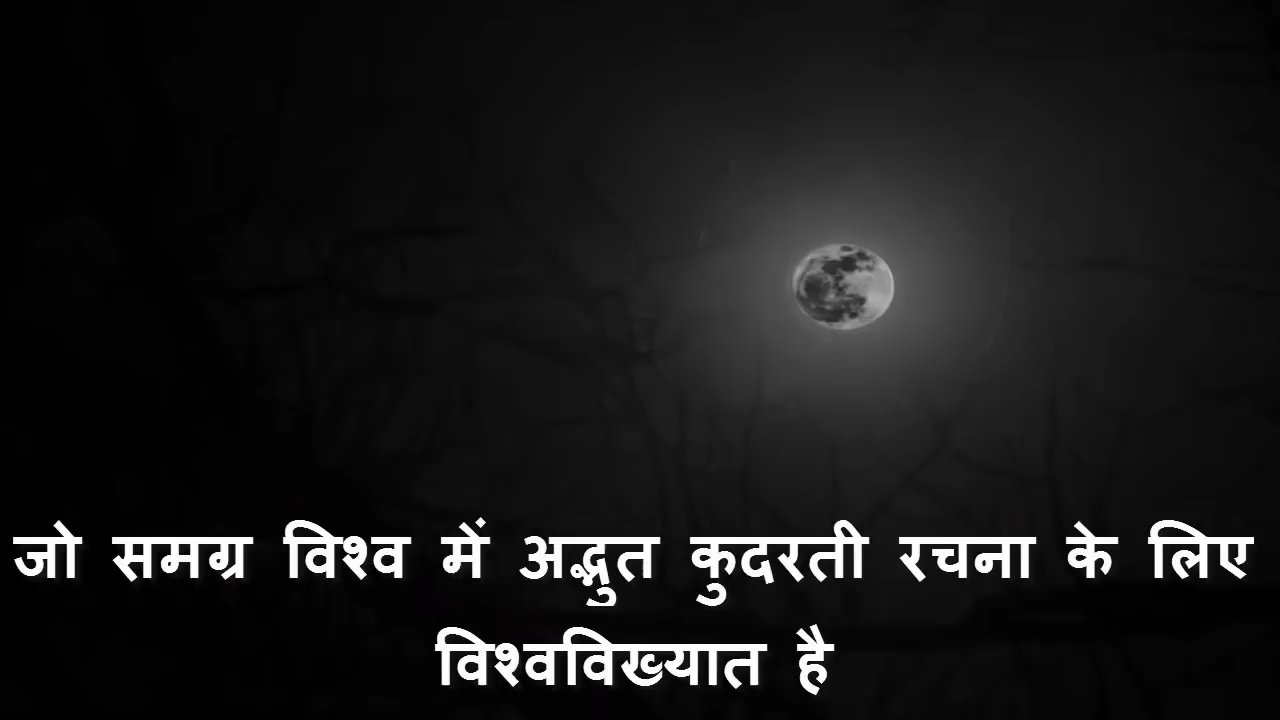 जो समग्र विश्व में अद्भुत कुदरती रचना के लिए
विश्वविख्यात है